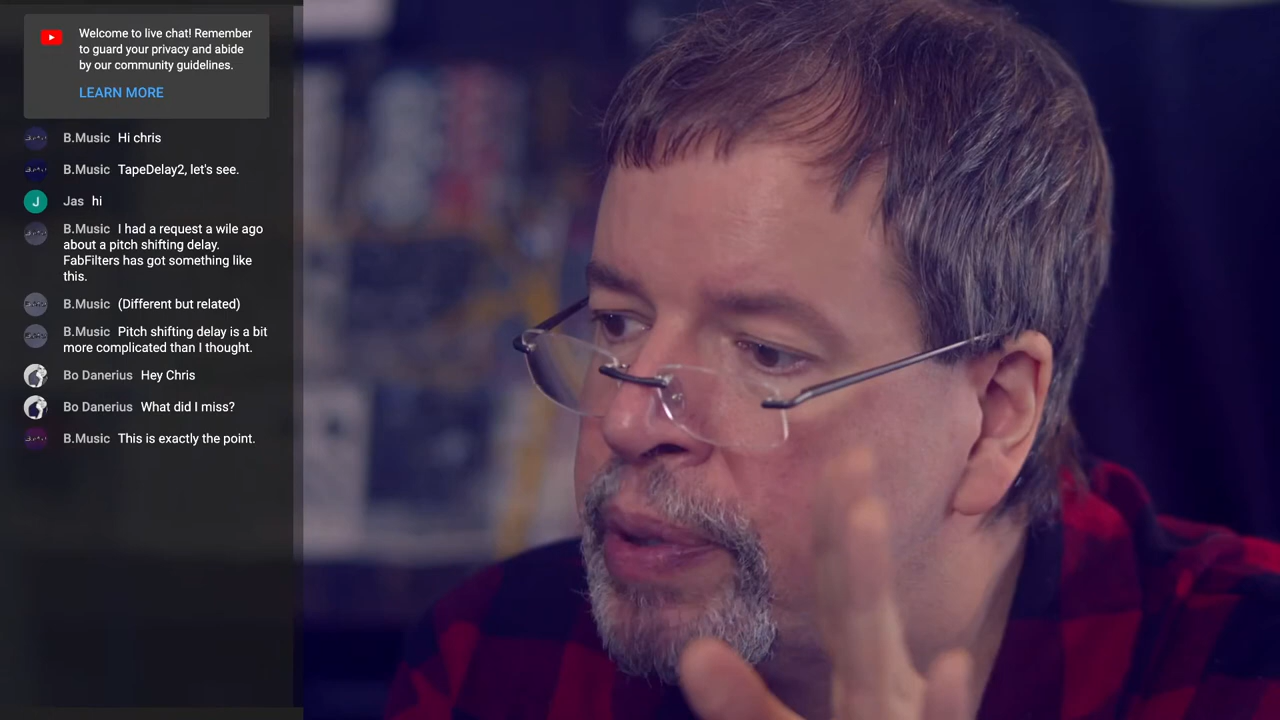 Welcome to live chat! Remember
to guard your privacy and abide
by our community guidelines.
LEARN MORE
B.Music Hi chris
B.Music TapeDelay2, let's see.
J Jas hi
B.Music I had a request a wile ago
about a pitch shifting delay.
FabFilters has got something like
this.
B.Music (Different but related)
B.Music Pitch shifting delay is a bit
more complicated than I thought.
Bo Danerius Hey Chris
Bo Danerius What did I miss?
B.Music This is exactly the point.